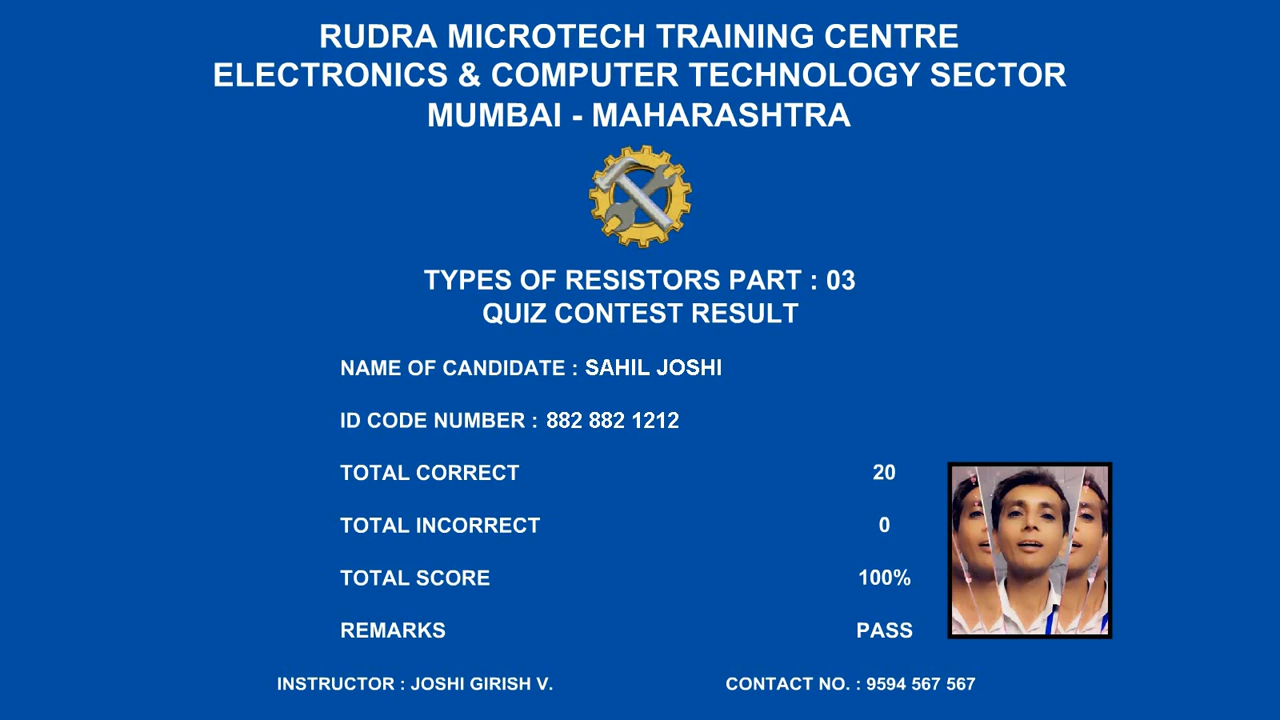 RUDRA MICROTECH TRAINING CENTRE
ELECTRONICS & COMPUTER TECHNOLOGY SECTOR
MUMBAI - MAHARASHTRA
TYPES OF RESISTORS PART : 03
QUIZ CONTEST RESULT
NAME OF CANDIDATE : SAHIL JOSHI
ID CODE NUMBER : 882 882 1212
TOTAL CORRECT 20
TOTAL INCORRECT 0
TOTAL SCORE 100%
REMARKS PASS
INSTRUCTOR : JOSHI GIRISH V. CONTACT NO. : 9594 567 567